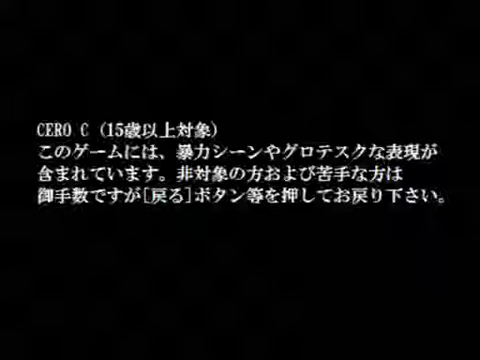 CERO C (15歳以上対象)
このゲームには、暴力シーンやグロテスクな表現が
含まれています。非対象の方および苦手な方は
御手数ですが[戻る]ボタン等を押してお戻り下さい。